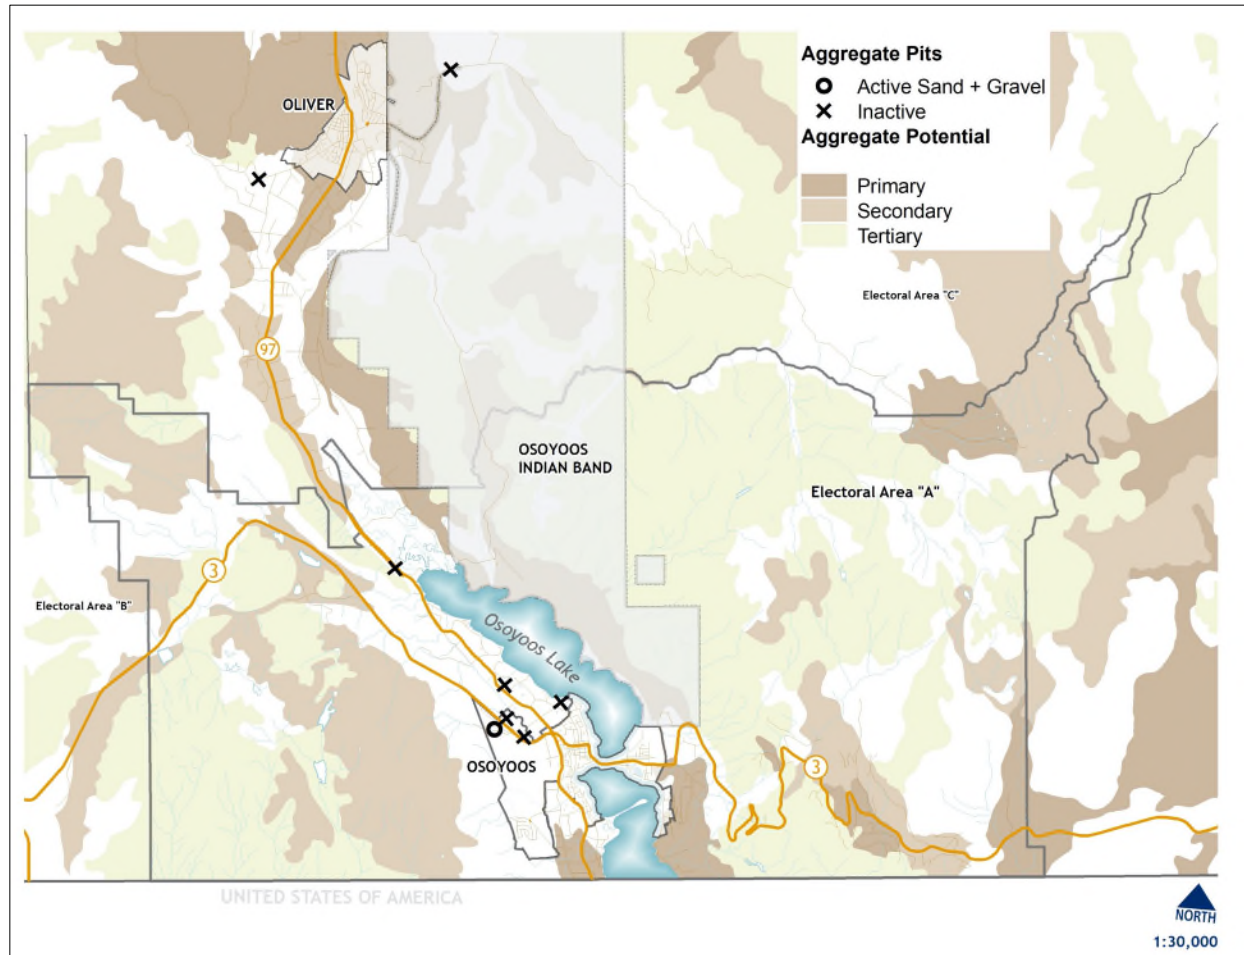 Aggregate Pits
Active Sand + Gravel
Inactive
Aggregate Potential
Primary
Secondary
Tertiary
OLIVER
Electoral Area "C"
97
OSOYOOS
INDIAN BAND
Electoral Area "A"
3
Electoral Area "B"
Osoyoos Lake
OSOYOOS
3
UNITED STATES OF AMERICA
NORTH
1:30,000